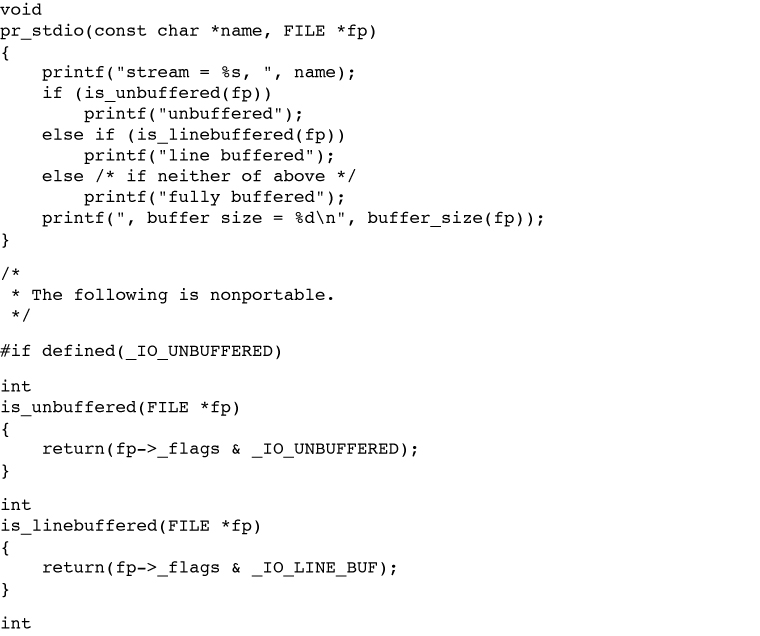 void
pr_stdio(const char *name, FILE *fp)
{
    printf("stream = %s, ", name);
    if (is_unbuffered(fp))
        printf("unbuffered");
    else if (is_linebuffered(fp))
        printf("line buffered");
    else /* if neither of above */
        printf("fully buffered");
    printf(", buffer size = %d\n", buffer_size(fp));
}
/*
 * The following is nonportable.
 */
#if defined(_IO_UNBUFFERED)
int
is_unbuffered(FILE *fp)
{
    return(fp->_flags & _IO_UNBUFFERED);
}
int
is_linebuffered(FILE *fp)
{
    return(fp->_flags & _IO_LINE_BUF);
}
int